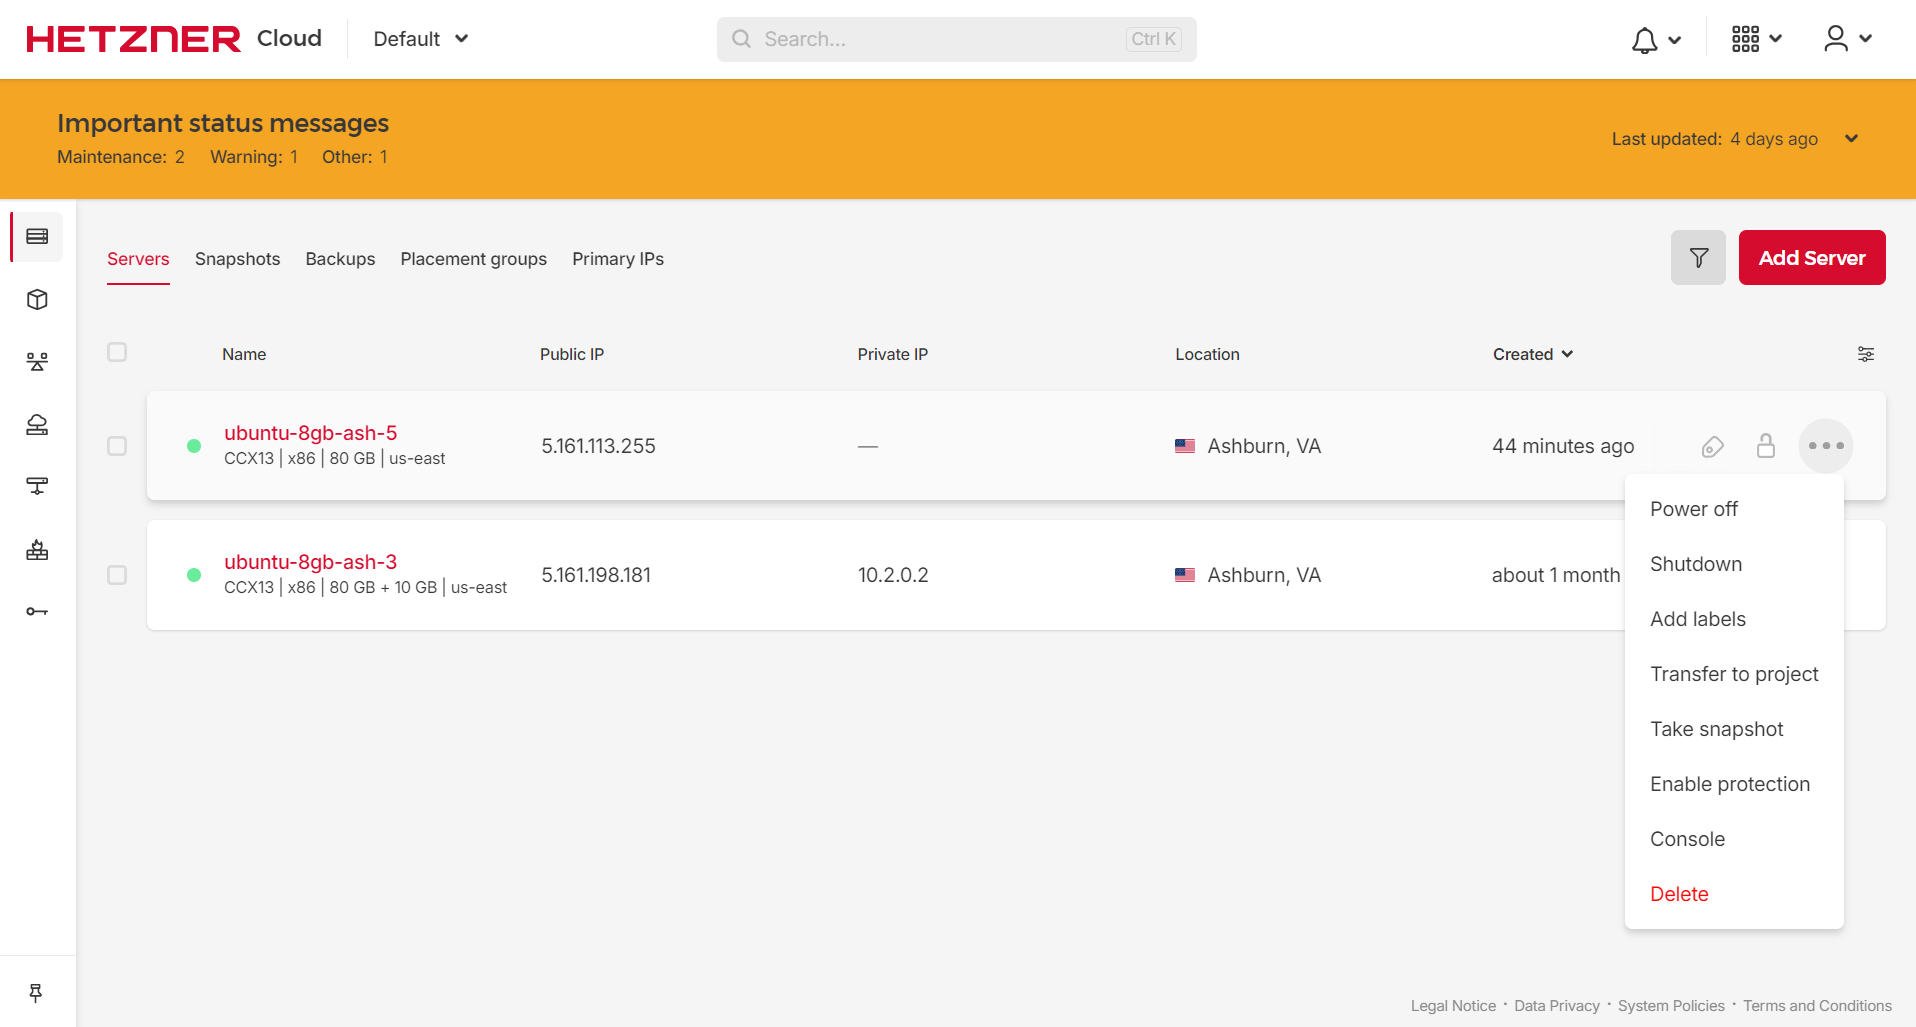 HETZNER Cloud
Default
Search...
Ctrl K
Important status messages
Maintenance: 2 Warning: 1 Other: 1
Last updated: 4 days ago
Servers Snapshots Backups Placement groups Primary IPs
Add Server
Name Public IP Private IP Location Created
ubuntu-8gb-ash-5
CCX13 | x86 | 80 GB | us-east
5.161.113.255
—
Ashburn, VA
44 minutes ago
ubuntu-8gb-ash-3
CCX13 | x86 | 80 GB + 10 GB | us-east
5.161.198.181
10.2.0.2
Ashburn, VA
about 1 month
Power off
Shutdown
Add labels
Transfer to project
Take snapshot
Enable protection
Console
Delete
Legal Notice · Data Privacy · System Policies · Terms and Conditions